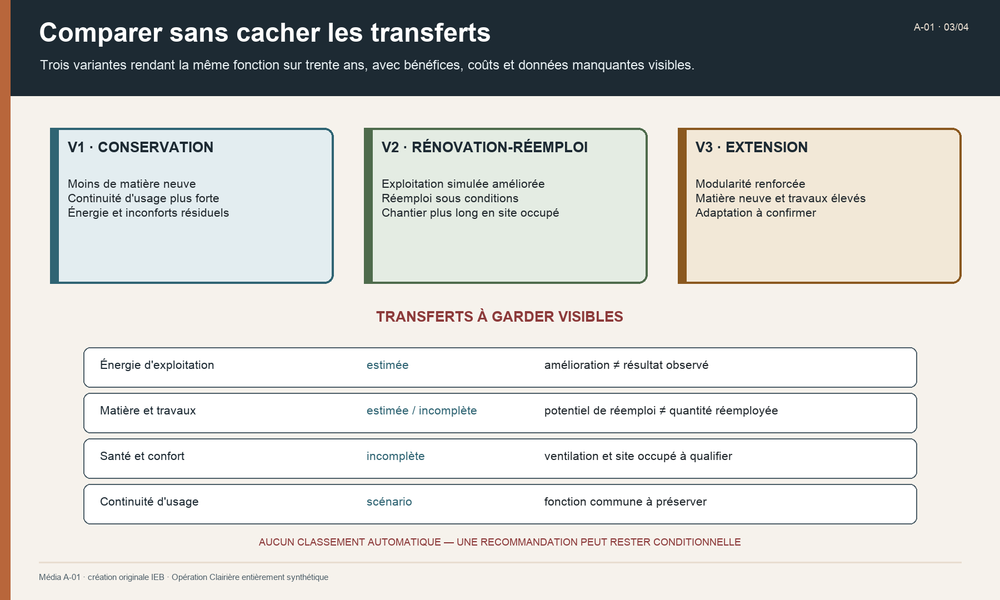 Comparer sans cacher les transferts
A-01 · 03/04
Trois variantes rendant la même fonction sur trente ans, avec bénéfices, coûts et données manquantes visibles.
V1 · CONSERVATION
Moins de matière neuve
Continuité d'usage plus forte
Énergie et inconforts résiduels
V2 · RÉNOVATION-RÉEMPLOI
Exploitation simulée améliorée
Réemploi sous conditions
Chantier plus long en site occupé
V3 · EXTENSION
Modularité renforcée
Matière neuve et travaux élevés
Adaptation à confirmer
TRANSFERTS À GARDER VISIBLES
Énergie d'exploitation estimée amélioration ≠ résultat observé
Matière et travaux estimée / incomplète potentiel de réemploi ≠ quantité réemployée
Santé et confort incomplète ventilation et site occupé à qualifier
Continuité d'usage scénario fonction commune à préserver
AUCUN CLASSEMENT AUTOMATIQUE — UNE RECOMMANDATION PEUT RESTER CONDITIONNELLE
Média A-01 · création originale IEB · Opération Clairière entièrement synthétique